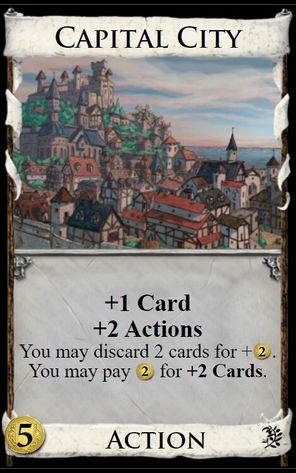 CAPITAL CITY
+1 Card
+2 Actions
You may discard 2 cards for +2.
You may pay 2 for +2 Cards.
5 ACTION